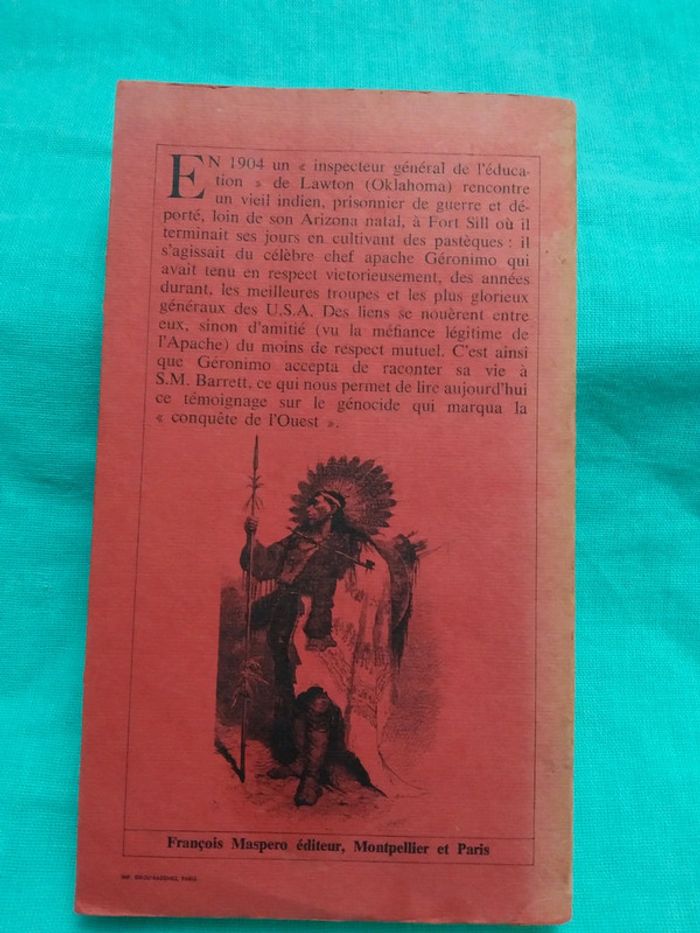 EN 1904 un « inspecteur général de l'éduca-
tion » de Lawton (Oklahoma) rencontre
un vieil indien, prisonnier de guerre et dé-
porté, loin de son Arizona natal, à Fort Sill où il
terminait ses jours en cultivant des pastèques : il
s'agissait du célèbre chef apache Géronimo qui
avait tenu en respect victorieusement, des années
durant, les meilleures troupes et les plus glorieux
généraux des U.S.A. Des liens se nouèrent entre
eux, sinon d'amitié (vu la méfiance légitime de
l'Apache) du moins de respect mutuel. C'est ainsi
que Géronimo accepta de raconter sa vie à
S.M. Barrett, ce qui nous permet de lire aujourd'hui
ce témoignage sur le génocide qui marqua la
« conquête de l'Ouest ».
François Maspero éditeur, Montpellier et Paris
IMP. PARIS